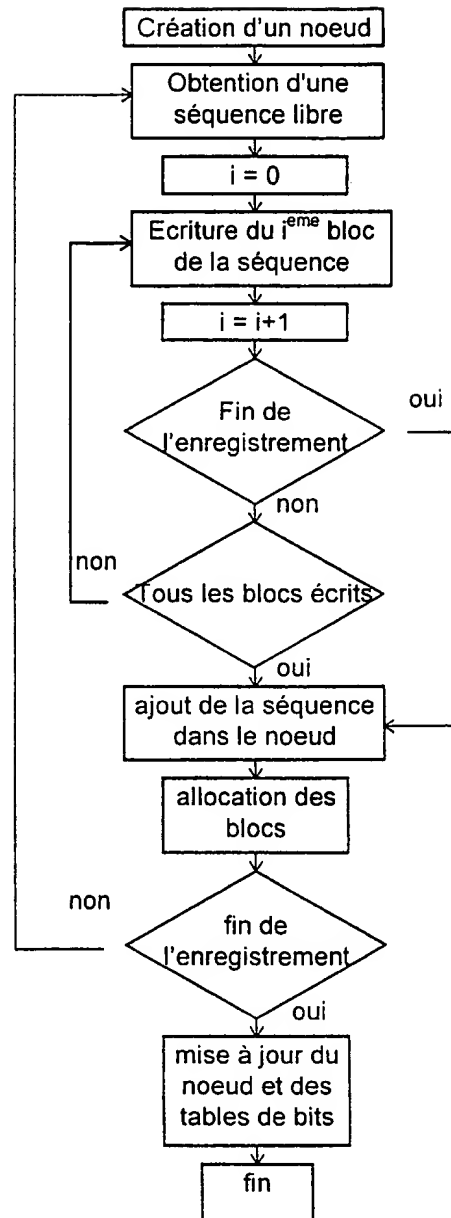 Création d'un noeud
Obtention d'une
séquence libre
i = 0
Ecriture du i^eme bloc
de la séquence
i = i+1
Fin de
l'enregistrement
oui
non
non
Tous les blocs écrits
oui
ajout de la séquence
dans le noeud
allocation des
blocs
non
fin de
l'enregistrement
oui
mise à jour du
noeud et des
tables de bits
fin